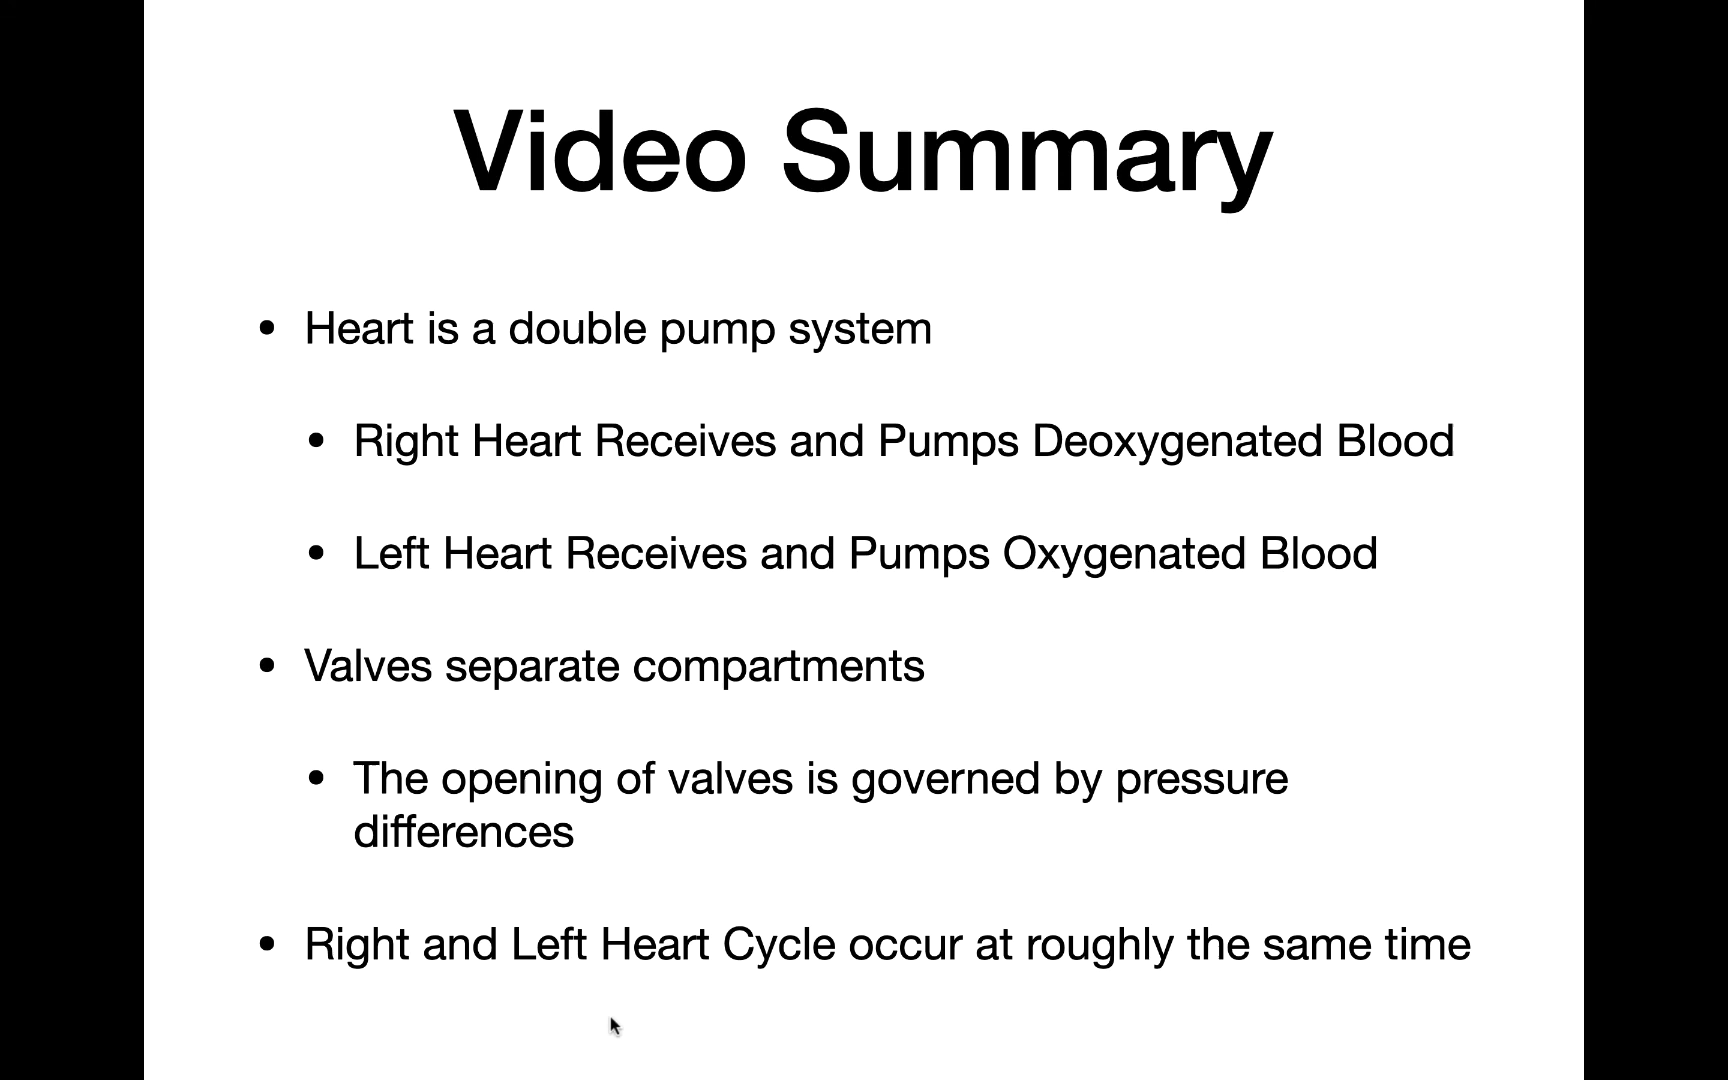 Video Summary
• Heart is a double pump system
• Right Heart Receives and Pumps Deoxygenated Blood
• Left Heart Receives and Pumps Oxygenated Blood
• Valves separate compartments
• The opening of valves is governed by pressure
differences
• Right and Left Heart Cycle occur at roughly the same time